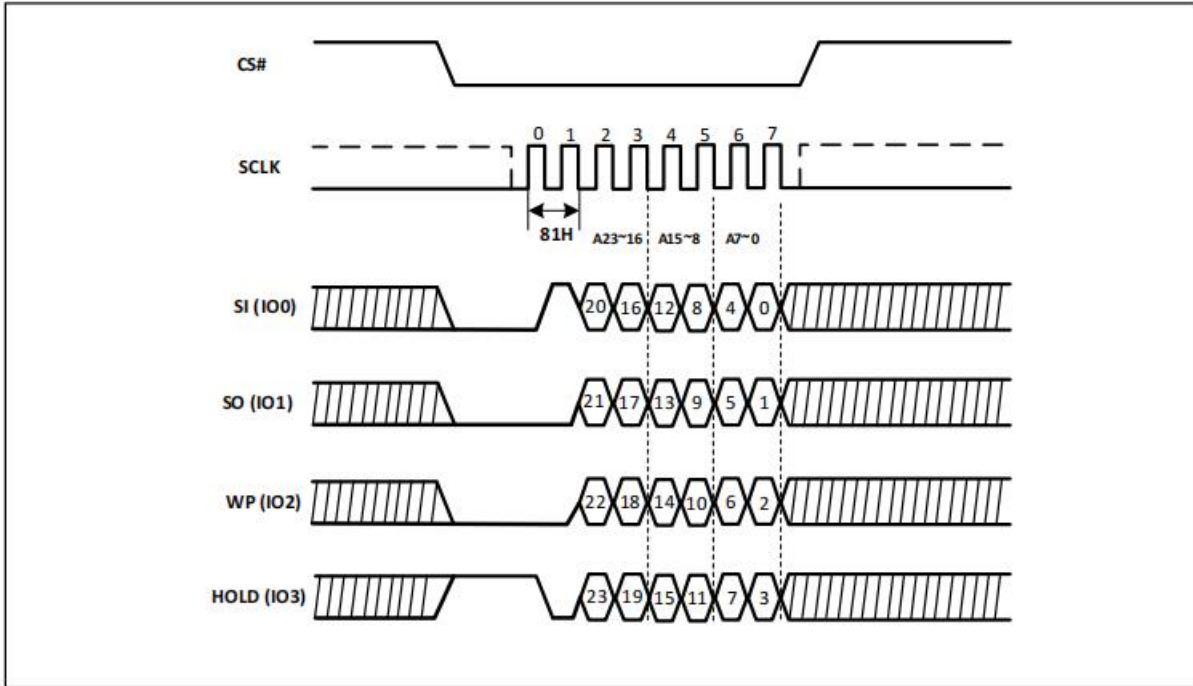 CS#
0 1 2 3 4 5 6 7
SCLK
81H A23~16 A15~8 A7~0
SI (IO0) 20 16 12 8 4 0
SO (IO1) 21 17 13 9 5 1
WP (IO2) 22 18 14 10 6 2
HOLD (IO3) 23 19 15 11 7 3